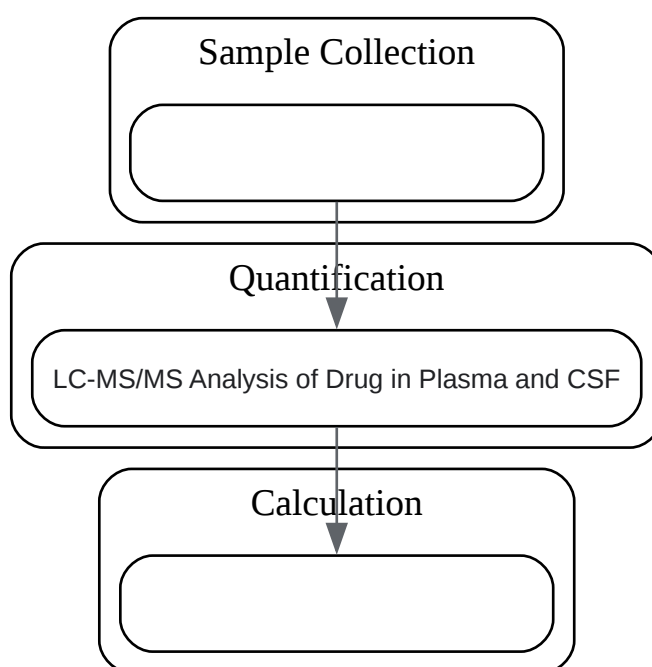 Sample Collection
Quantification
LC-MS/MS Analysis of Drug in Plasma and CSF
Calculation